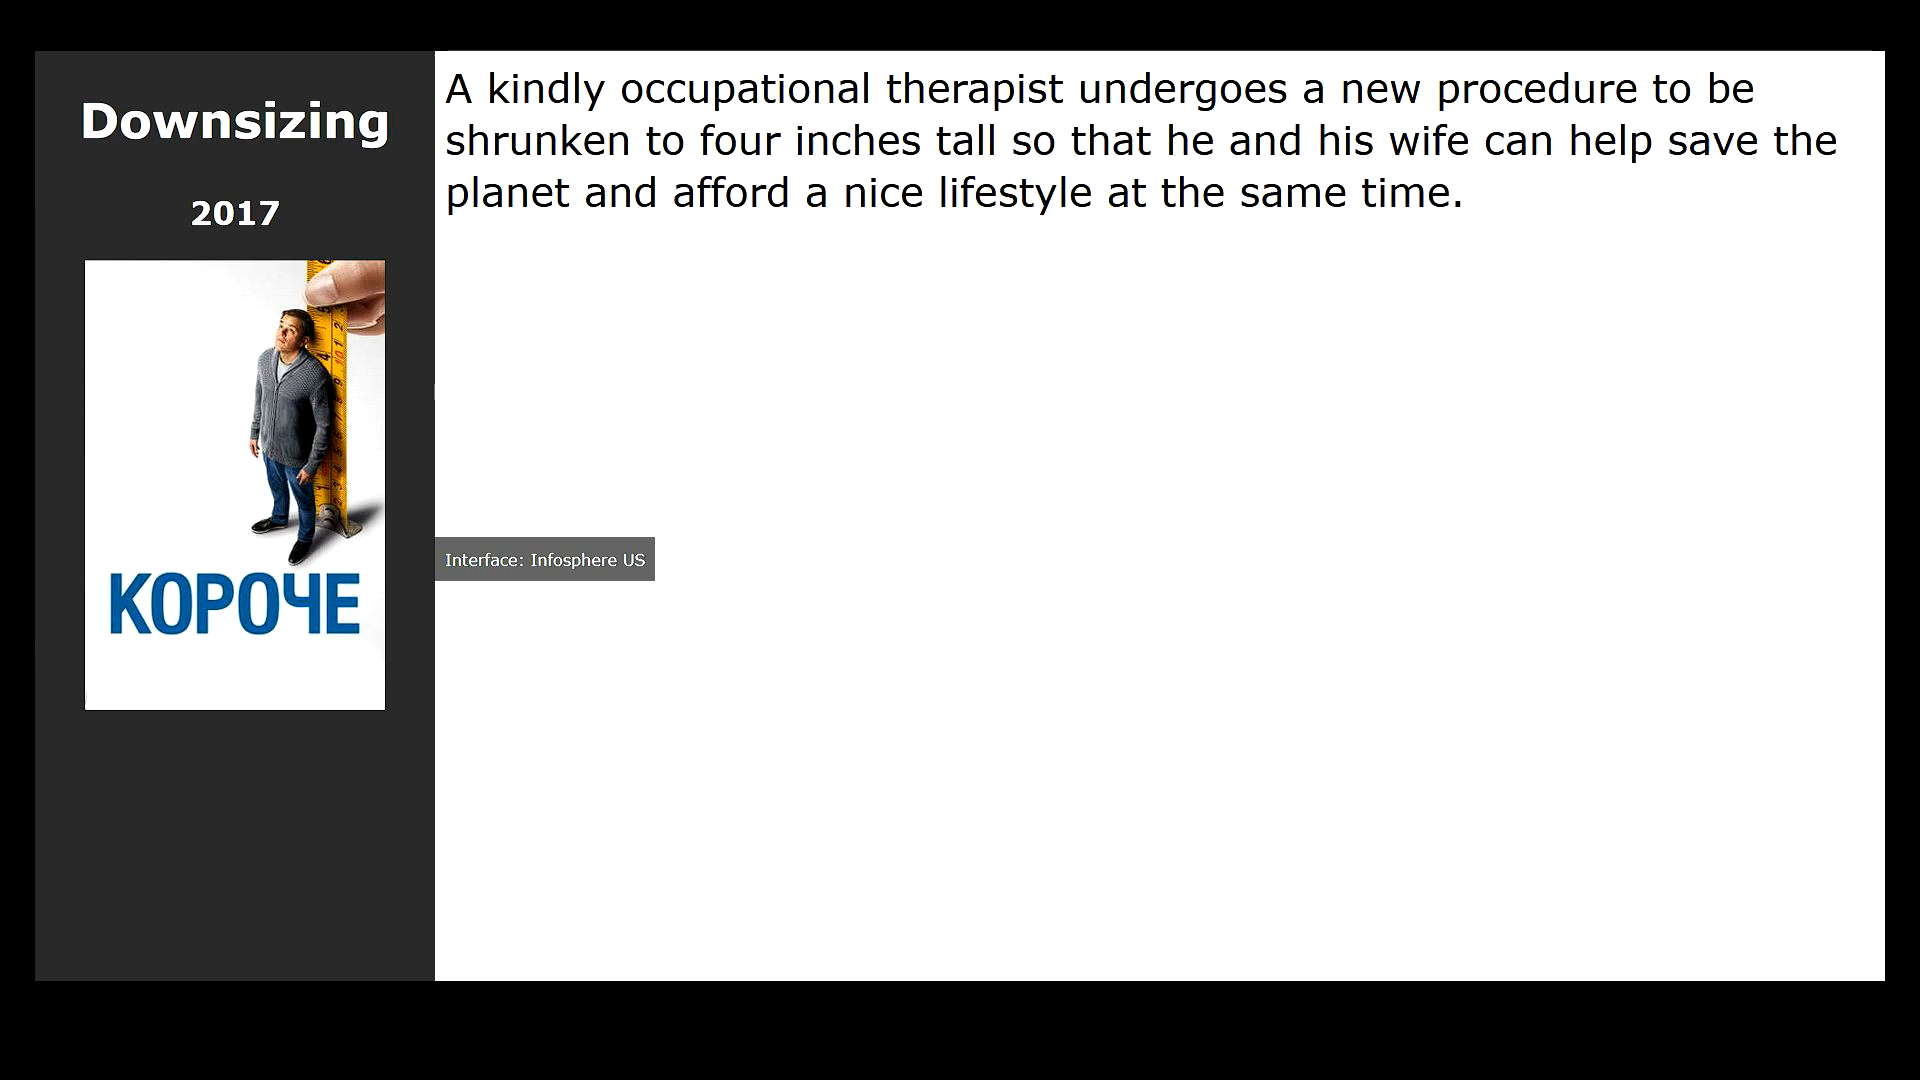 Downsizing
2017
КОРОЧЕ
A kindly occupational therapist undergoes a new procedure to be
shrunken to four inches tall so that he and his wife can help save the
planet and afford a nice lifestyle at the same time.
Interface: Infosphere US